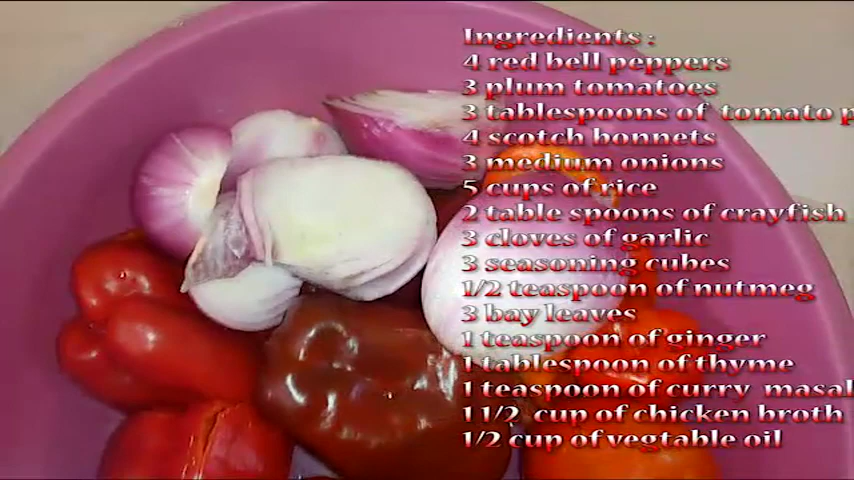 Ingredients :
4 red bell peppers
3 plum tomatoes
3 tablespoons of tomato
4 scotch bonnets
3 medium onions
5 cups of rice
2 table spoons of crayfish
3 cloves of garlic
3 seasoning cubes
1/2 teaspoon of nutmeg
3 bay leaves
1 teaspoon of ginger
1 tablespoon of thyme
1 teaspoon of curry masal
1 1/2 cup of chicken broth
1/2 cup of vegetable oil